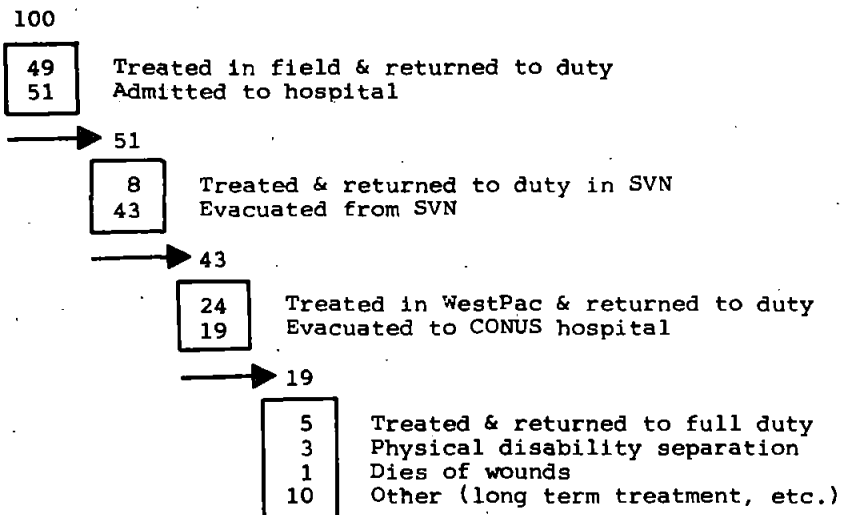 100
49 Treated in field & returned to duty
51 Admitted to hospital
51
8 Treated & returned to duty in SVN
43 Evacuated from SVN
43
24 Treated in WestPac & returned to duty
19 Evacuated to CONUS hospital
19
5 Treated & returned to full duty
3 Physical disability separation
1 Dies of wounds
10 Other (long term treatment, etc.)